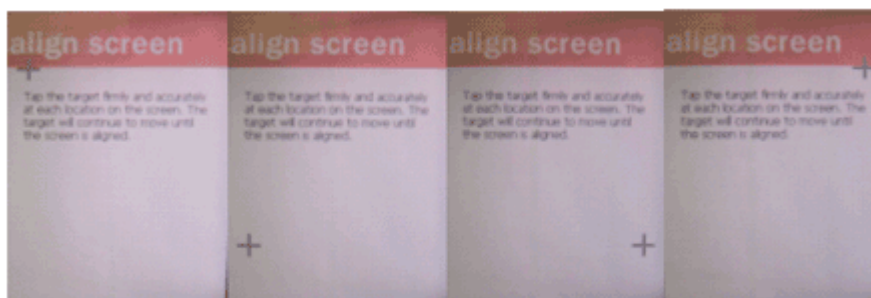 align screen
Tap the target firmly and accurately
at each location on the screen. The
target will continue to move until
the screen is aligned.
align screen
Tap the target firmly and accurately
at each location on the screen. The
target will continue to move until
the screen is aligned.
align screen
Tap the target firmly and accurately
at each location on the screen. The
target will continue to move until
the screen is aligned.
align screen
Tap the target firmly and accurately
at each location on the screen. The
target will continue to move until
the screen is aligned.